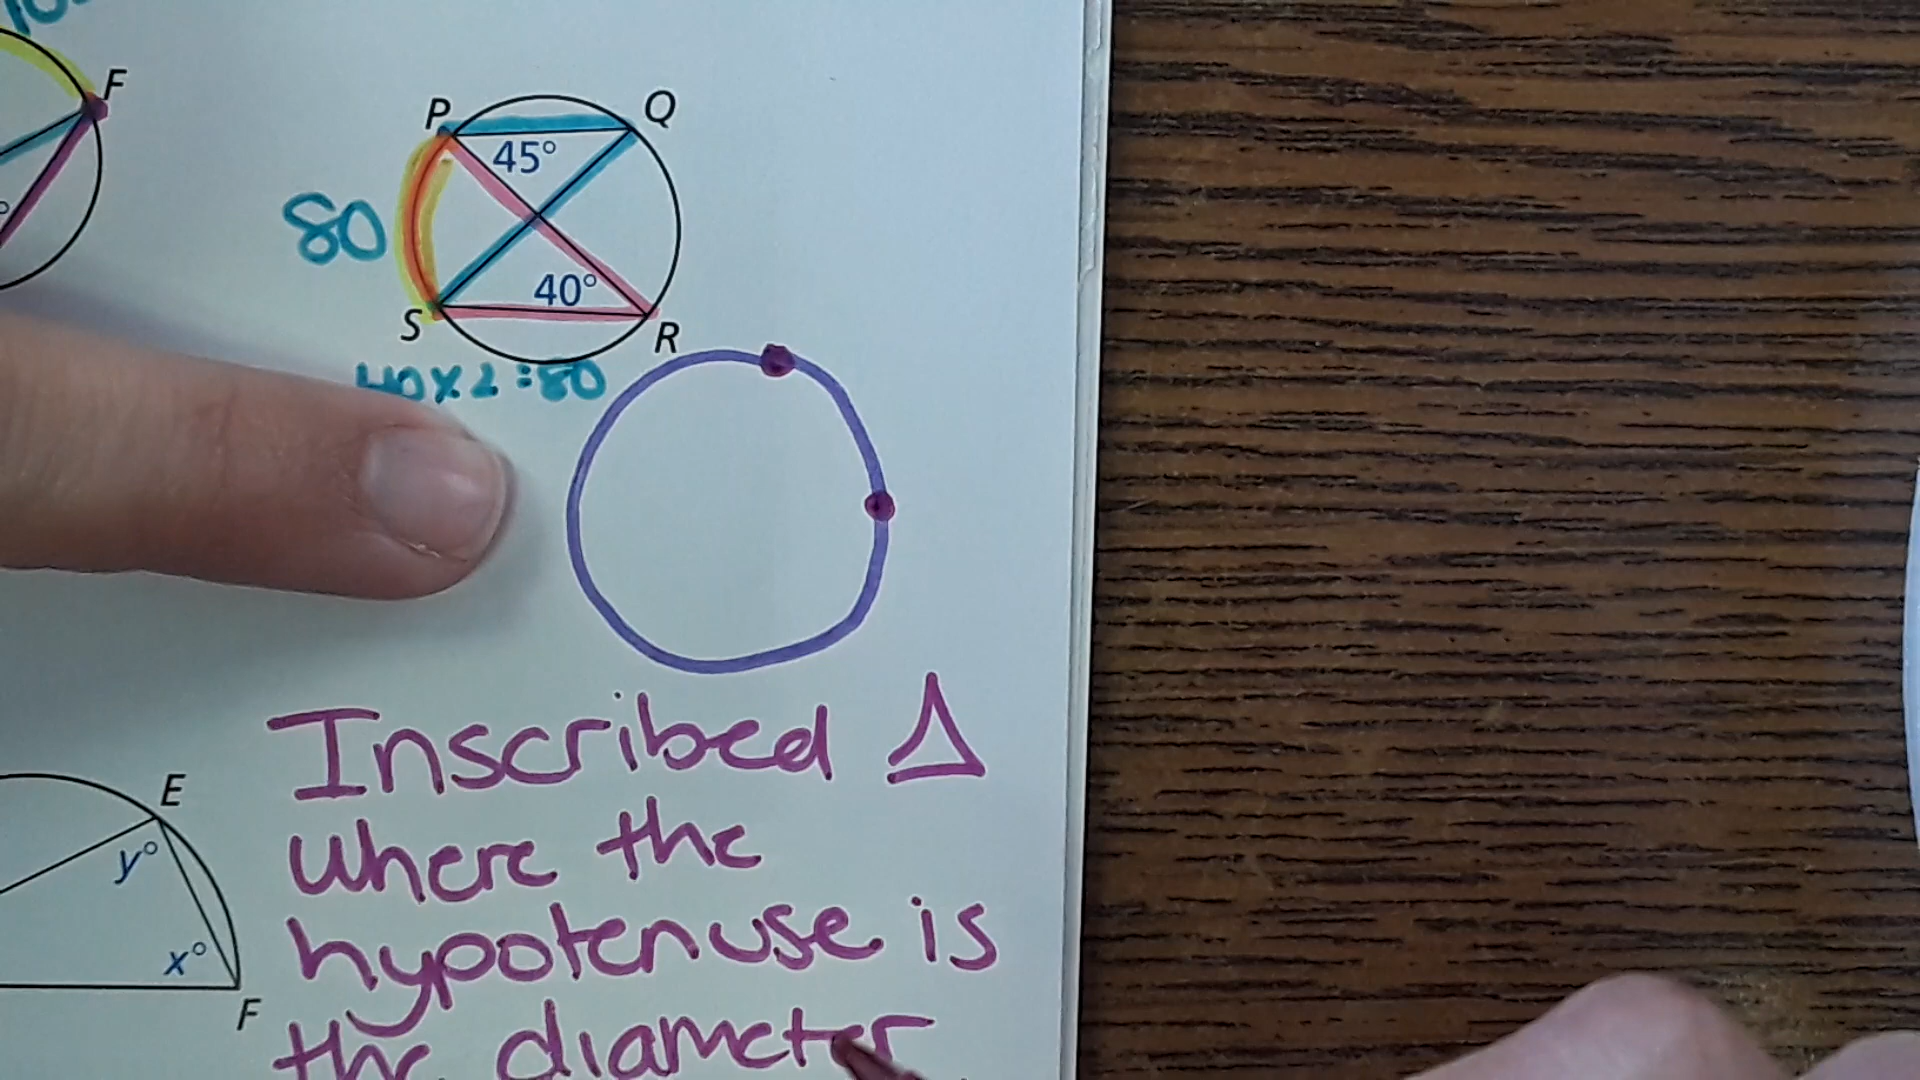 F
P
Q
45°
80
40°
S
R
40x2=80
Inscribed Δ
where the
hypotenuse is
the diameter
E
y°
x°
F